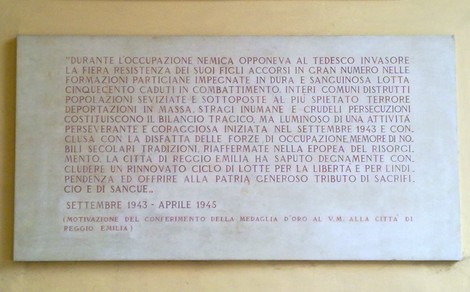 "DURANTE L'OCCUPAZIONE NEMICA OPPONEVA AL TEDESCO INVASORE
LA FIERA RESISTENZA DEI SUOI FIGLI ACCORSI IN GRAN NUMERO NELLE
FORMAZIONI PARTIGIANE IMPEGNATE IN DURA E SANGUINOSA LOTTA
CINQUECENTO CADUTI IN COMBATTIMENTO, INTERI COMUNI DISTRUTTI
POPOLAZIONI SEVIZIATE E SOTTOPOSTE AL PIU' SPIETATO TERRORE
DEPORTAZIONI IN MASSA, STRAGI INUMANE E CRUDELI PERSECUZIONI
COSTITUISCONO IL BILANCIO TRAGICO, MA LUMINOSO DI UNA ATTIVITÀ
PERSEVERANTE E CORAGGIOSA INIZIATA, NEL SETTEMBRE 1943 E CON,
CLUSA CON LA DISFATTA DELLE FORZE DI OCCUPAZIONE, MEMORE DI NO,
BILI SECOLARI TRADIZIONI, RIAFFERMATE NELLA EPOPEA DEL RISORGI,
MENTO, LA CITTÀ DI REGGIO EMILIA HA SAPUTO DEGNAMENTE CON,
CLUDERE UN RINNOVATO CICLO DI LOTTE PER LA LIBERTÀ E PER L'INDI,
PENDENZA ED OFFRIRE ALLA PATRIA GENEROSO TRIBUTO DI SACRIFI,
CIO E DI SANGUE"
SETTEMBRE 1943 - APRILE 1945
(MOTIVAZIONE DEL CONFERIMENTO DELLA MEDAGLIA D'ORO AL V.M. ALLA CITTA' DI
REGGIO EMILIA)